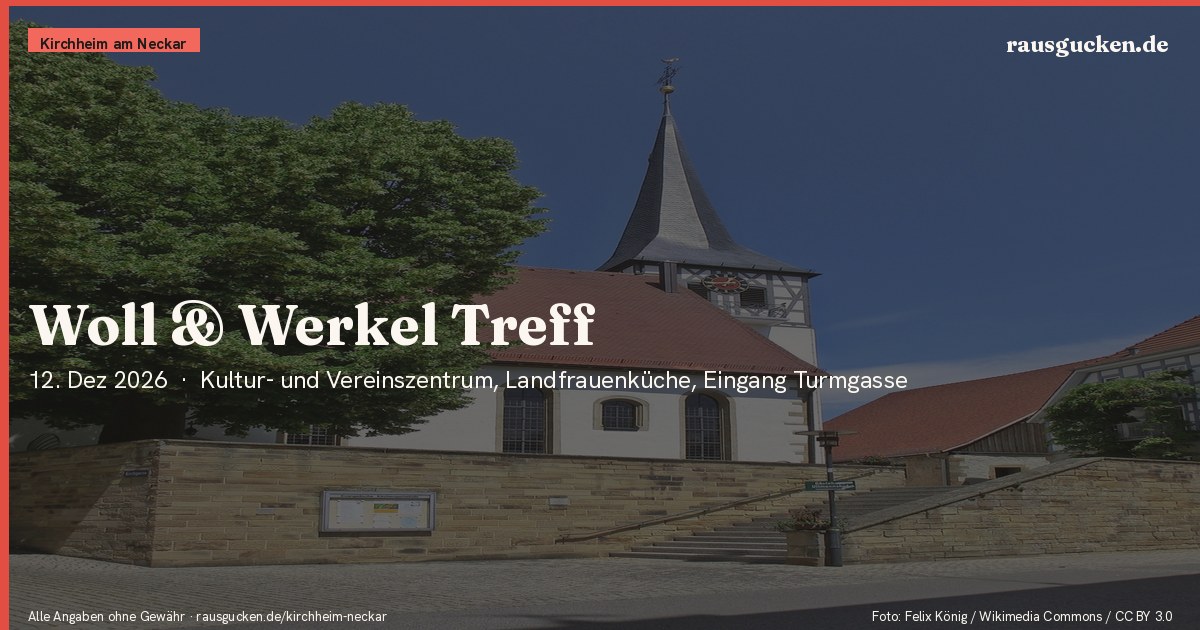 Kirchheim am Neckar
rausgucken.de
Woll & Werkel Treff
12. Dez 2026 · Kultur- und Vereinszentrum, Landfrauenküche, Eingang Turmgasse
Alle Angaben ohne Gewähr · rausgucken.de/kirchheim-neckar
Foto: Felix König / Wikimedia Commons / CC BY 3.0